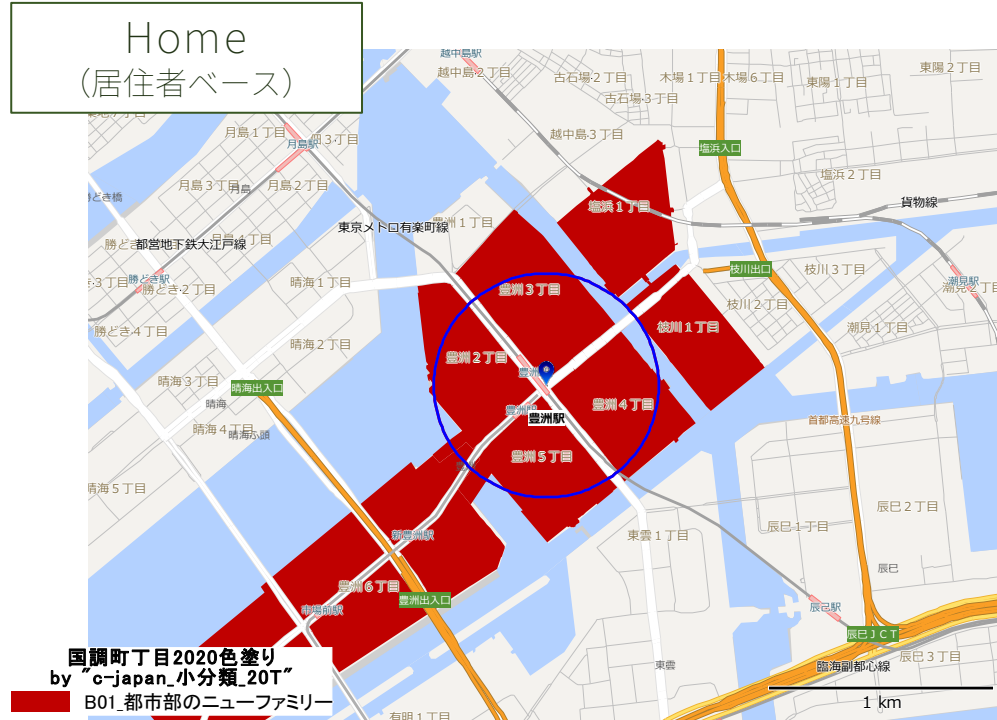 Home
（居住者ベース）
越中島駅
越中島２丁目
古石場２丁目
木場１丁目
木場６丁目
東陽２丁目
東陽１丁目
古石場３丁目
月島１丁目
佃３丁目
月島駅
越中島３丁目
塩浜入口
月島３丁目
月島
月島２丁目
塩浜２丁目
勝どき橋
塩浜１丁目
貨物線
東京メトロ有楽町線
豊洲１丁目
都営地下鉄大江戸線
勝どき駅
勝どき２丁目
晴海１丁目
豊洲３丁目
枝川出口
枝川３丁目
潮見駅
潮見２丁目
枝川２丁目
勝どき４丁目
晴海２丁目
枝川１丁目
潮見１丁目
豊洲２丁目
晴海３丁目
晴海出入口
晴海
豊洲駅
豊洲４丁目
晴海４丁目
晴海ふ頭
首都高速九号線
豊洲５丁目
晴海５丁目
辰巳２丁目
新豊洲駅
東雲１丁目
辰巳１丁目
辰巳
豊洲６丁目
豊洲出入口
市場前駅
辰巳駅
辰巳ＪＣＴ
東雲
臨海副都心線
辰巳３丁目
国調町丁目2020色塗り
by "c-japan_小分類_20T"
B01_都市部のニューファミリー
有明１丁目
1 km